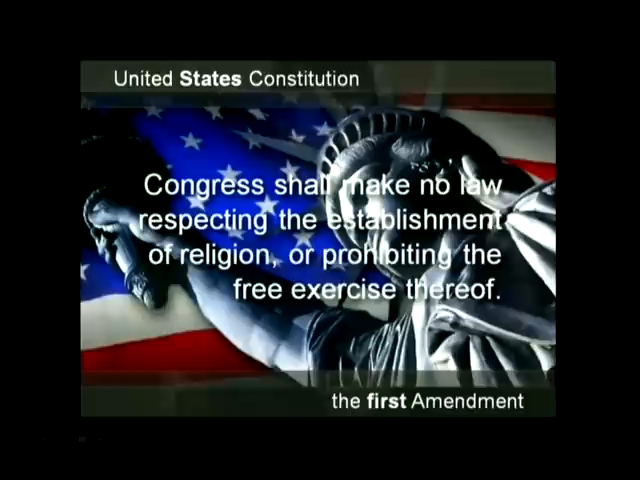 United States Constitution
Congress shall make no law
respecting the establishment
of religion, or prohibiting the
free exercise thereof.
the first Amendment